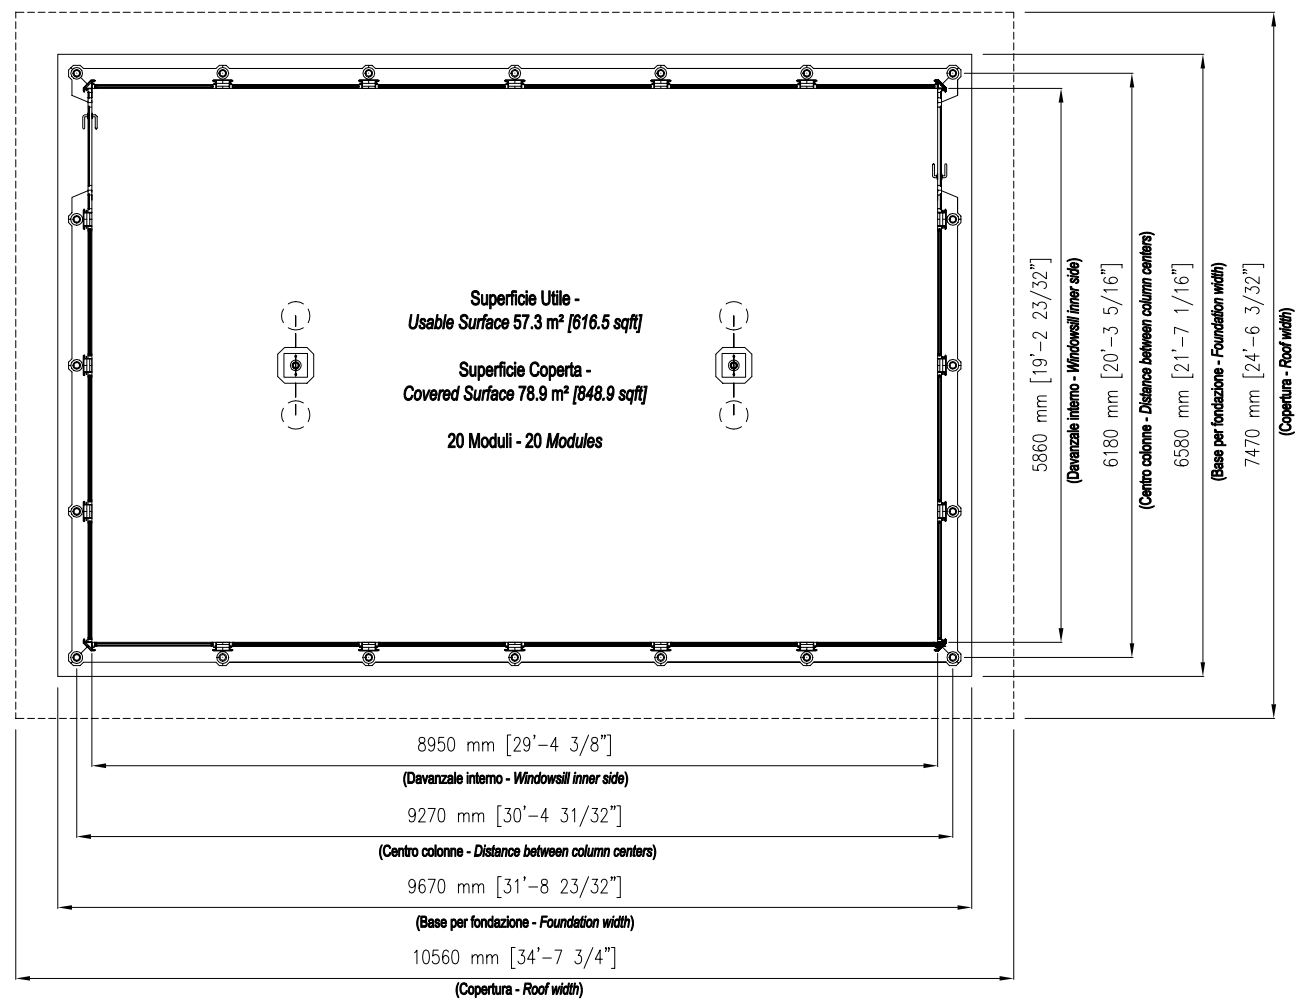 Superficie Utile -
Usable Surface 57.3 m² [616.5 sqft]
Superficie Coperta -
Covered Surface 78.9 m² [848.9 sqft]
20 Moduli - 20 Modules
5860 mm [19'-2 23/32"]
(Davanzale interno - Windowsill inner side)
6180 mm [20'-3 5/16"]
(Centro colonne - Distance between column centers)
6580 mm [21'-7 1/16"]
(Base per fondazione - Foundation width)
7470 mm [24'-6 3/32"]
(Copertura - Roof width)
8950 mm [29'-4 3/8"]
(Davanzale interno - Windowsill inner side)
9270 mm [30'-4 31/32"]
(Centro colonne - Distance between column centers)
9670 mm [31'-8 23/32"]
(Base per fondazione - Foundation width)
10560 mm [34'-7 3/4"]
(Copertura - Roof width)